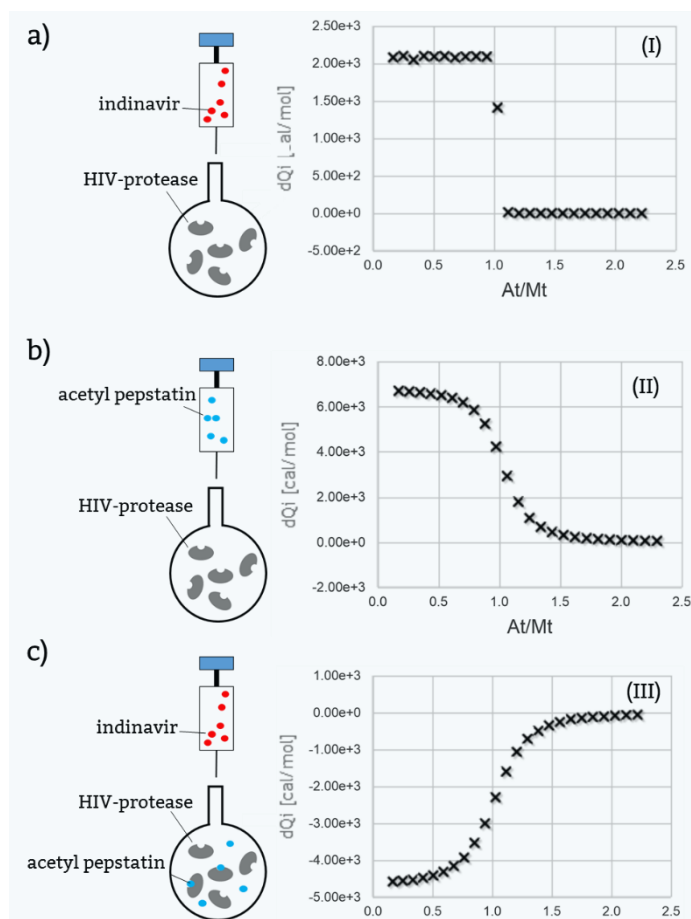 a)
indinavir
HIV-protease
(I)
dQi
2.50e+3
2.00e+3
1.50e+3
1.00e+3
5.00e+2
0.00e+0
-5.00e+2
0.0 0.5 1.0 1.5 2.0 2.5
At/Mt
b)
acetyl pepstatin
HIV-protease
(II)
dQi [cal/mol]
8.00e+3
6.00e+3
4.00e+3
2.00e+3
0.00e+0
-2.00e+3
0.0 0.5 1.0 1.5 2.0 2.5
At/Mt
c)
indinavir
HIV-protease
acetyl pepstatin
(III)
dQi [cal/mol]
1.00e+3
0.00e+0
-1.00e+3
-2.00e+3
-3.00e+3
-4.00e+3
-5.00e+3
0.0 0.5 1.0 1.5 2.0 2.5